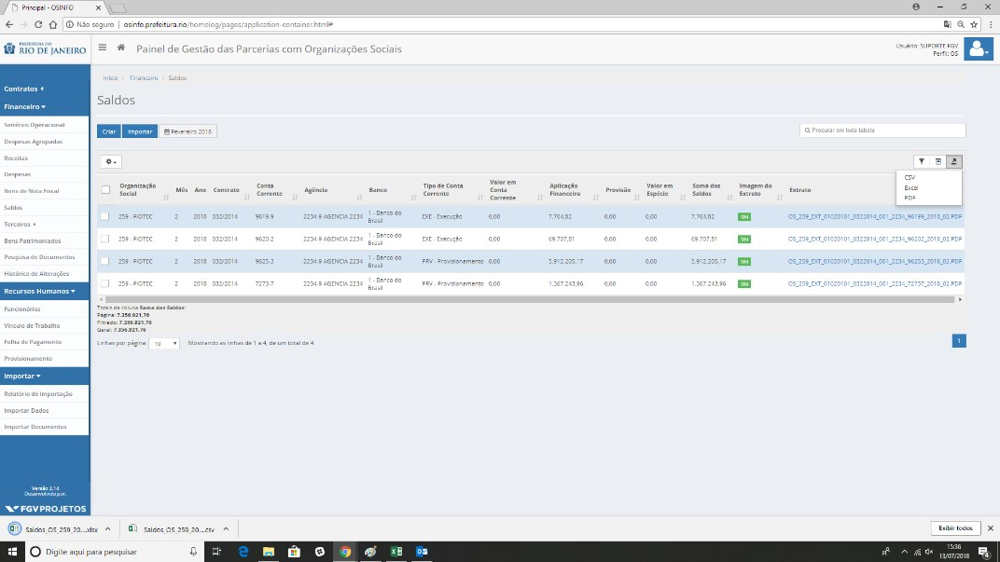 Principal - OSINFO
Não seguro | osinfo.prefeitura.rio/homolog/pages/application-container.html#
PREFEITURA DO
RIO DE JANEIRO
Painel de Gestão das Parcerias com Organizações Sociais
Usuário: SUPORTE FGV
Perfil: OS
Início
Financeiro
Saldos
Contratos
Financeiro
Sintético Operacional
Despesas Agrupadas
Receitas
Despesas
Itens de Nota Fiscal
Saldos
Terceiros
Bens Patrimoniados
Pesquisa de Documentos
Histórico de Alterações
Recursos Humanos
Funcionários
Vínculo de Trabalho
Folha de Pagamento
Provisionamento
Importar
Relatório de Importação
Importar Dados
Importar Documentos
Versão 2.14
Desenvolvido por:
FGV PROJETOS
Saldos
Criar
Importar
Fevereiro 2018
Procurar em toda tabela
CSV
Excel
PDF
Organização Social Mês Ano Contrato Conta Corrente Agência Banco Tipo de Conta Corrente Valor em Conta Corrente Aplicação Financeira Provisão Valor em Espécie Soma dos Saldos Imagem do Extrato Extrato
259 - FIOTEC 2 2018 032/2014 9619-9 2234-9 AGENCIA 2234 1 - Banco do Brasil EXE - Execução 0,00 7.764,82 0,00 0,00 7.764,82 SIM OS_259_EXT_01020101_0322014_001_2234_96199_2018_02.PDF
259 - FIOTEC 2 2018 032/2014 9620-2 2234-9 AGENCIA 2234 1 - Banco do Brasil EXE - Execução 0,00 69.707,81 0,00 0,00 69.707,81 SIM OS_259_EXT_01020101_0322014_001_2234_96202_2018_02.PDF
259 - FIOTEC 2 2018 032/2014 9625-3 2234-9 AGENCIA 2234 1 - Banco do Brasil PRV - Provisionamento 0,00 5.912.205,17 0,00 0,00 5.912.205,17 SIM OS_259_EXT_01020101_0322014_001_2234_96253_2018_02.PDF
259 - FIOTEC 2 2018 032/2014 7273-7 2234-9 AGENCIA 2234 1 - Banco do Brasil PRV - Provisionamento 0,00 1.367.243,96 0,00 0,00 1.367.243,96 SIM OS_259_EXT_01020101_0322014_001_2234_72737_2018_02.PDF
Totais da coluna Soma dos Saldos:
Página: 7.356.921,76
Filtrado: 7.356.921,76
Geral: 7.356.921,76
Linhas por página: 10 Mostrando as linhas de 1 a 4, de um total de 4
1
Saldos_OS_259_20....xlsx
Saldos_OS_259_20....csv
Exibir todos
Digite aqui para pesquisar
15:36
13/07/2018
4